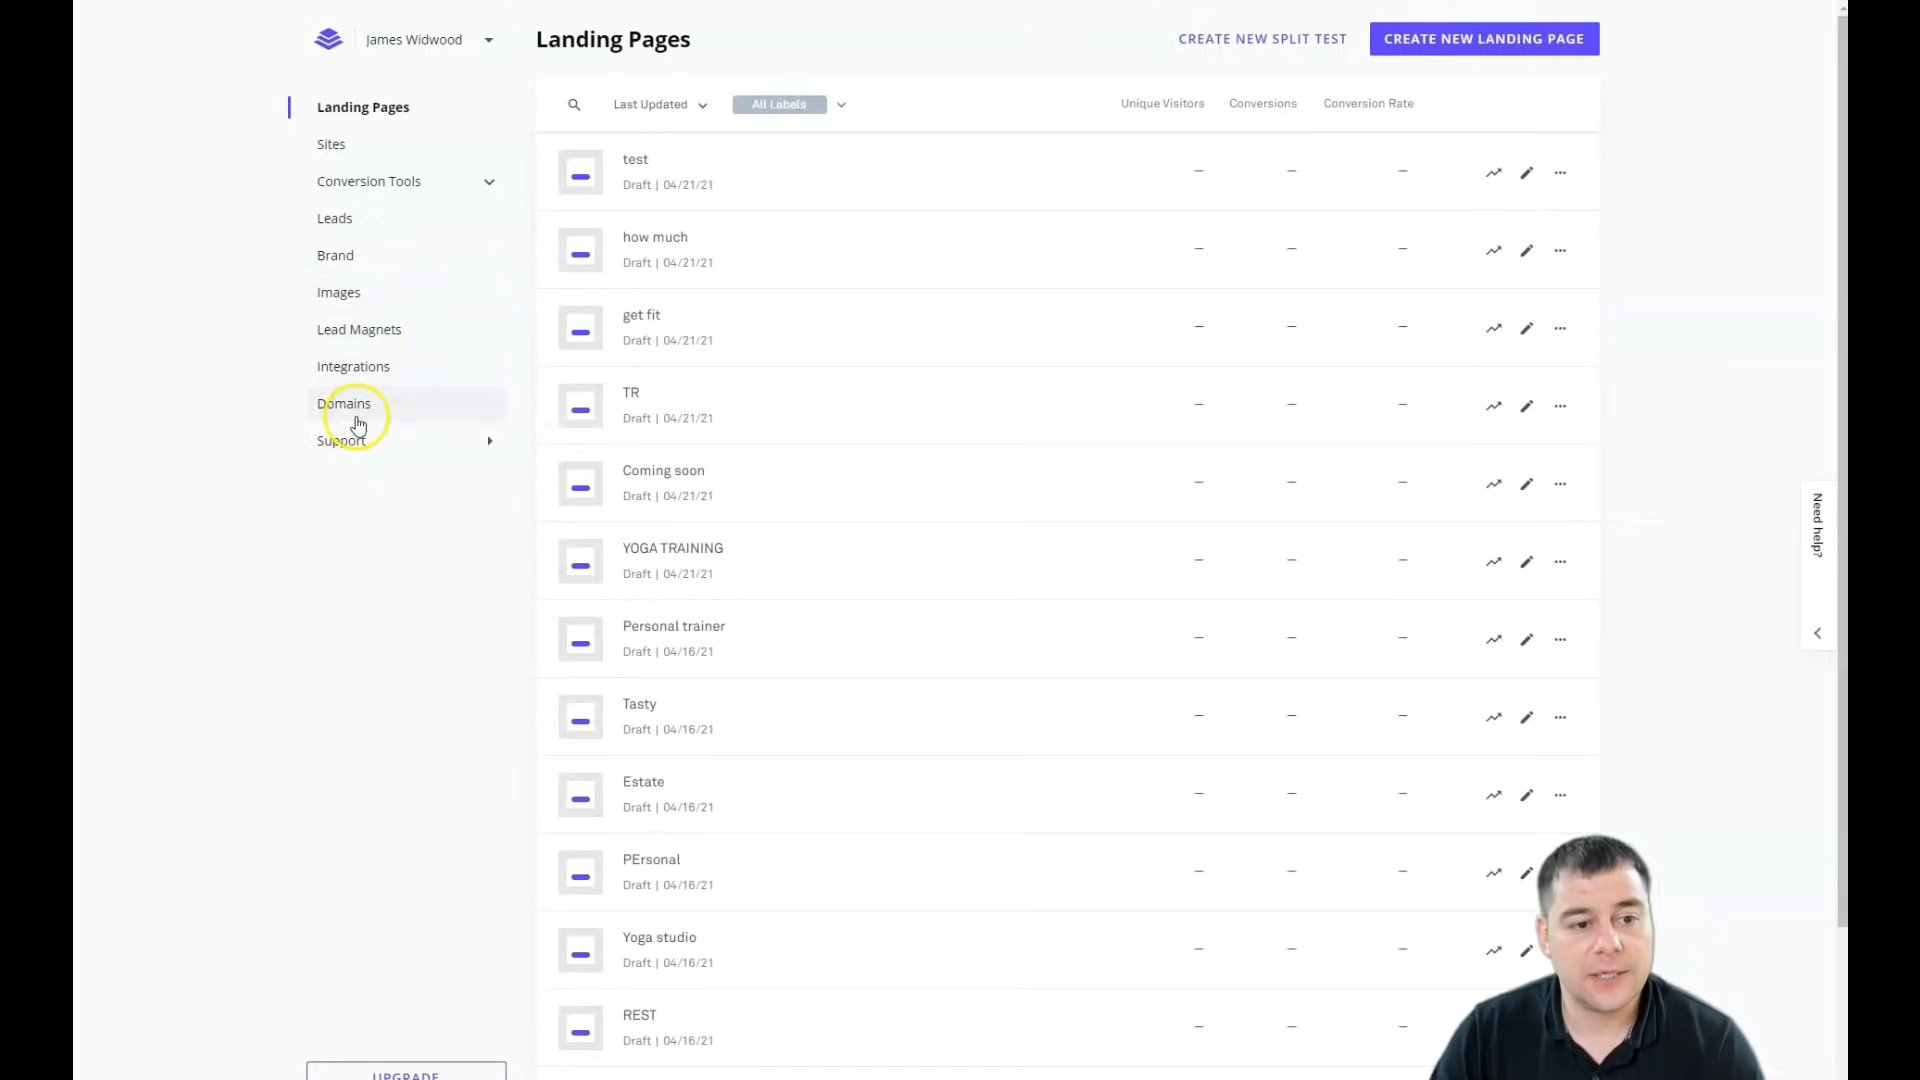 James Widwood
Landing Pages
CREATE NEW SPLIT TEST
CREATE NEW LANDING PAGE
Landing Pages
Sites
Conversion Tools
Leads
Brand
Images
Lead Magnets
Integrations
Domains
Support
UPGRADE
Last Updated
All Labels
Unique Visitors
Conversions
Conversion Rate
test
Draft | 04/21/21
— — —
how much
Draft | 04/21/21
— — —
get fit
Draft | 04/21/21
— — —
TR
Draft | 04/21/21
— — —
Coming soon
Draft | 04/21/21
— — —
YOGA TRAINING
Draft | 04/21/21
— — —
Personal trainer
Draft | 04/16/21
— — —
Tasty
Draft | 04/16/21
— — —
Estate
Draft | 04/16/21
— — —
PErsonal
Draft | 04/16/21
— — —
Yoga studio
Draft | 04/16/21
— — —
REST
Draft | 04/16/21
— — —
Need help?